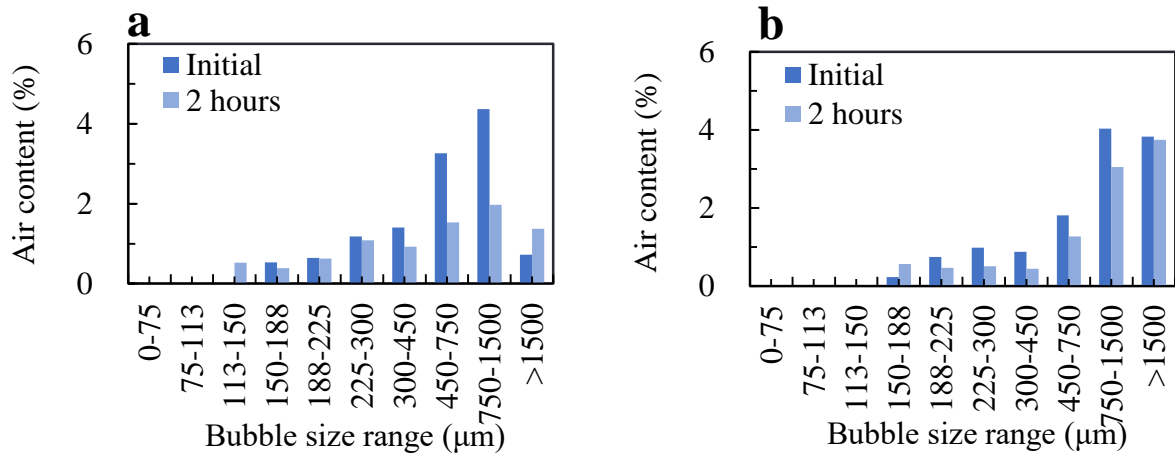 a
6
4
2
0
Air content (%)
Initial
2 hours
0-75
75-113
113-150
150-188
188-225
225-300
300-450
450-750
750-1500
>1500
Bubble size range (μm)
b
6
4
2
0
Air content (%)
Initial
2 hours
0-75
75-113
113-150
150-188
188-225
225-300
300-450
450-750
750-1500
>1500
Bubble size range (μm)